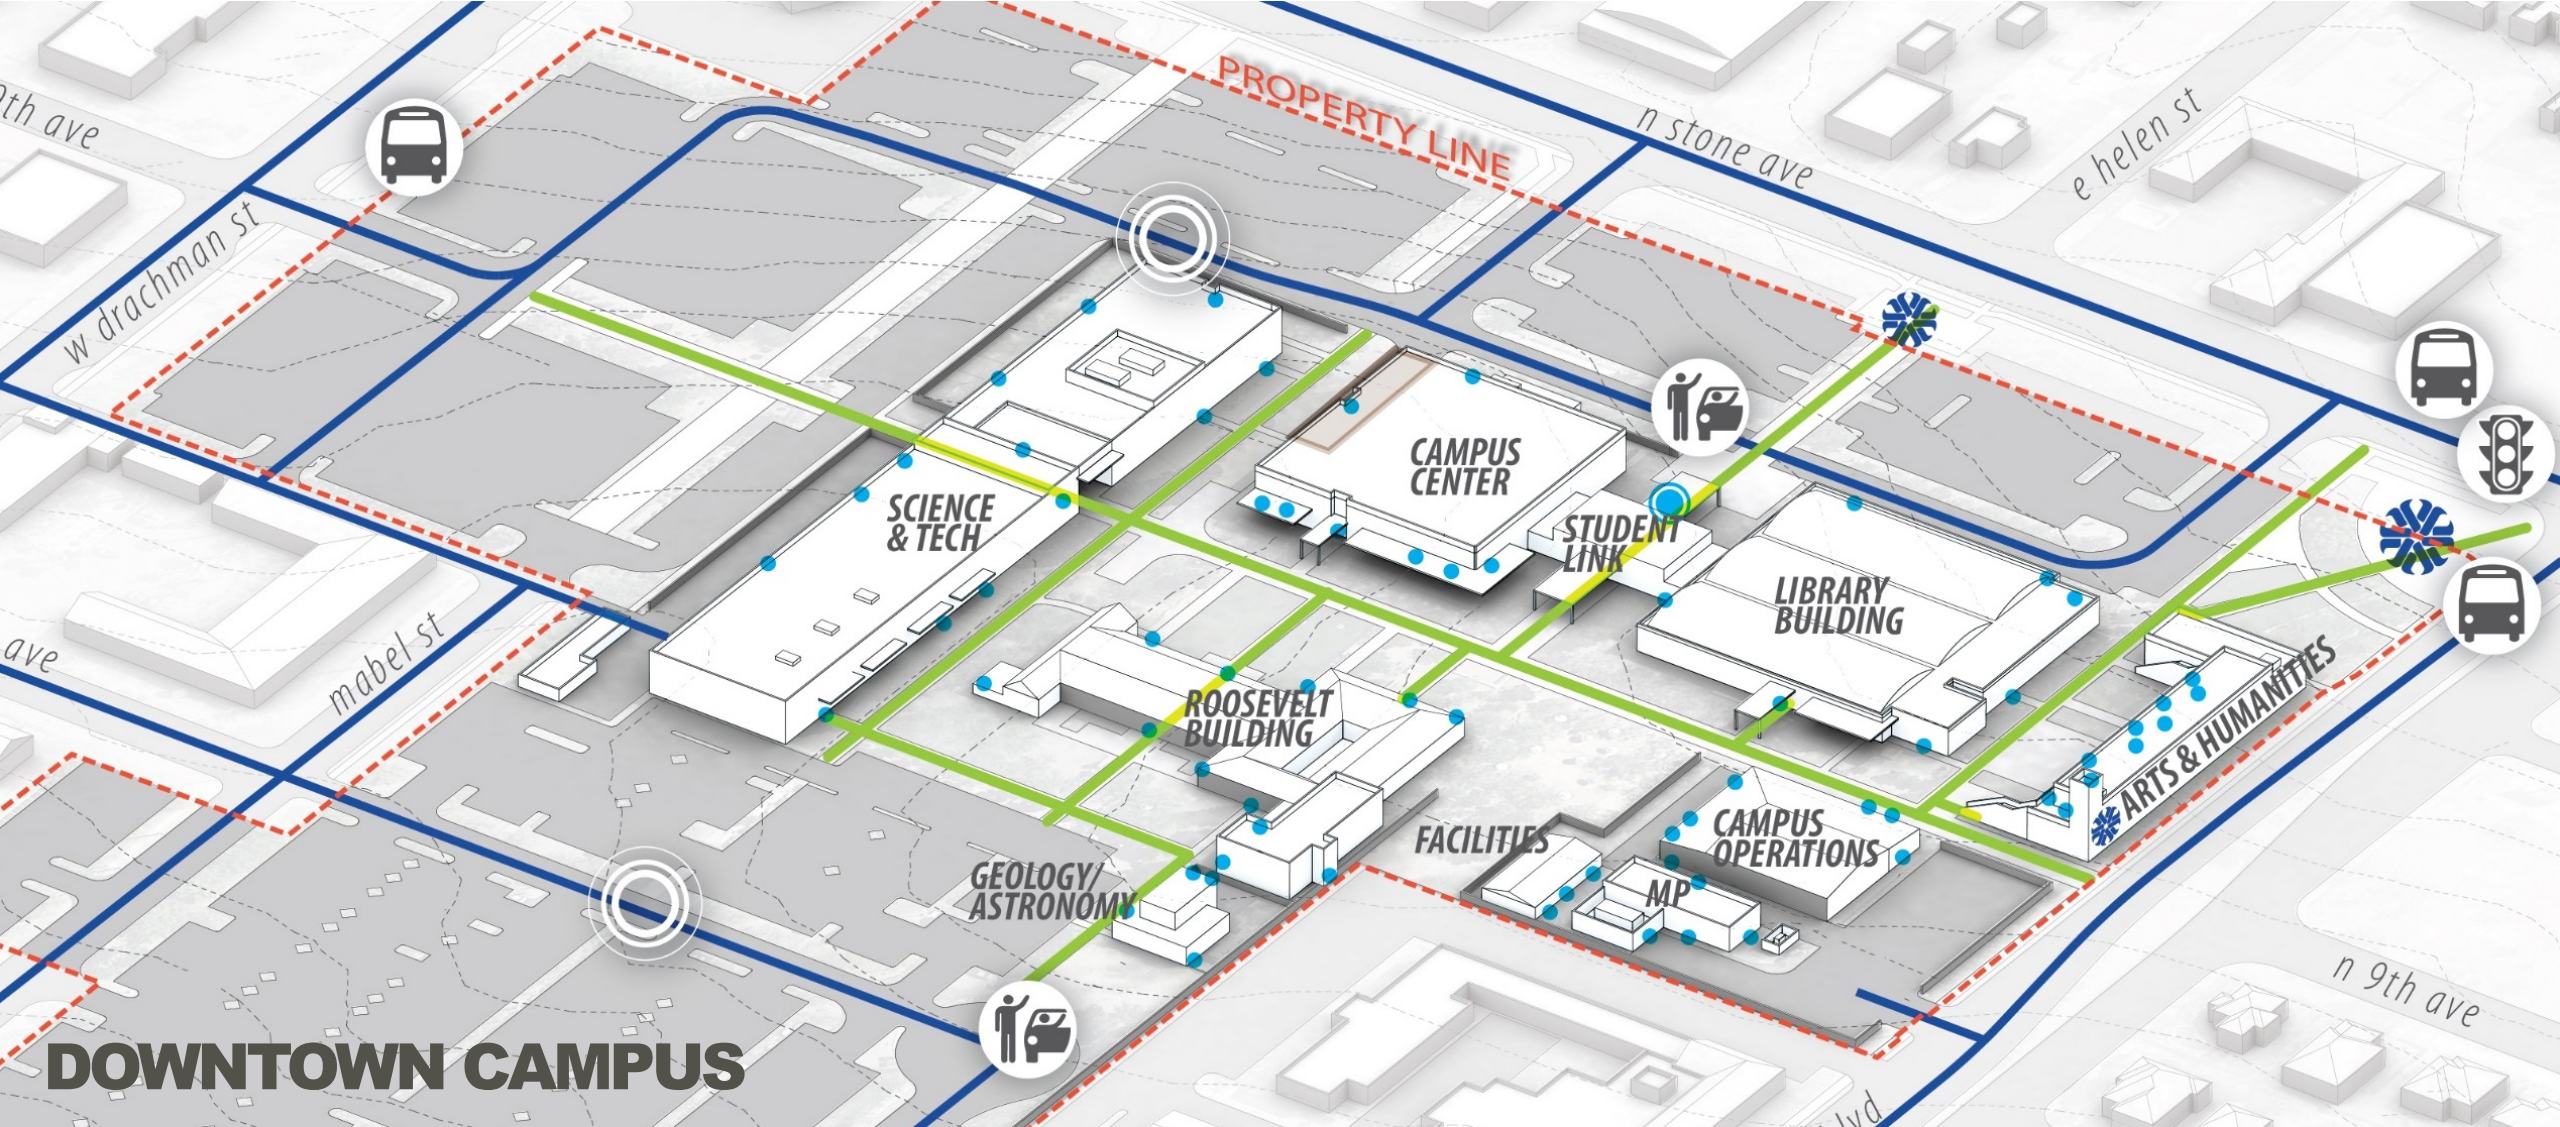 PROPERTY LINE
n stone ave
e helen st
9th ave
w drachman st
CAMPUS
CENTER
SCIENCE
& TECH
STUDENT
LINK
LIBRARY
BUILDING
ave
mabel st
ROOSEVELT
BUILDING
ARTS & HUMANITIES
FACILITIES
CAMPUS
OPERATIONS
GEOLOGY/
ASTRONOMY
MP
n 9th ave
DOWNTOWN CAMPUS